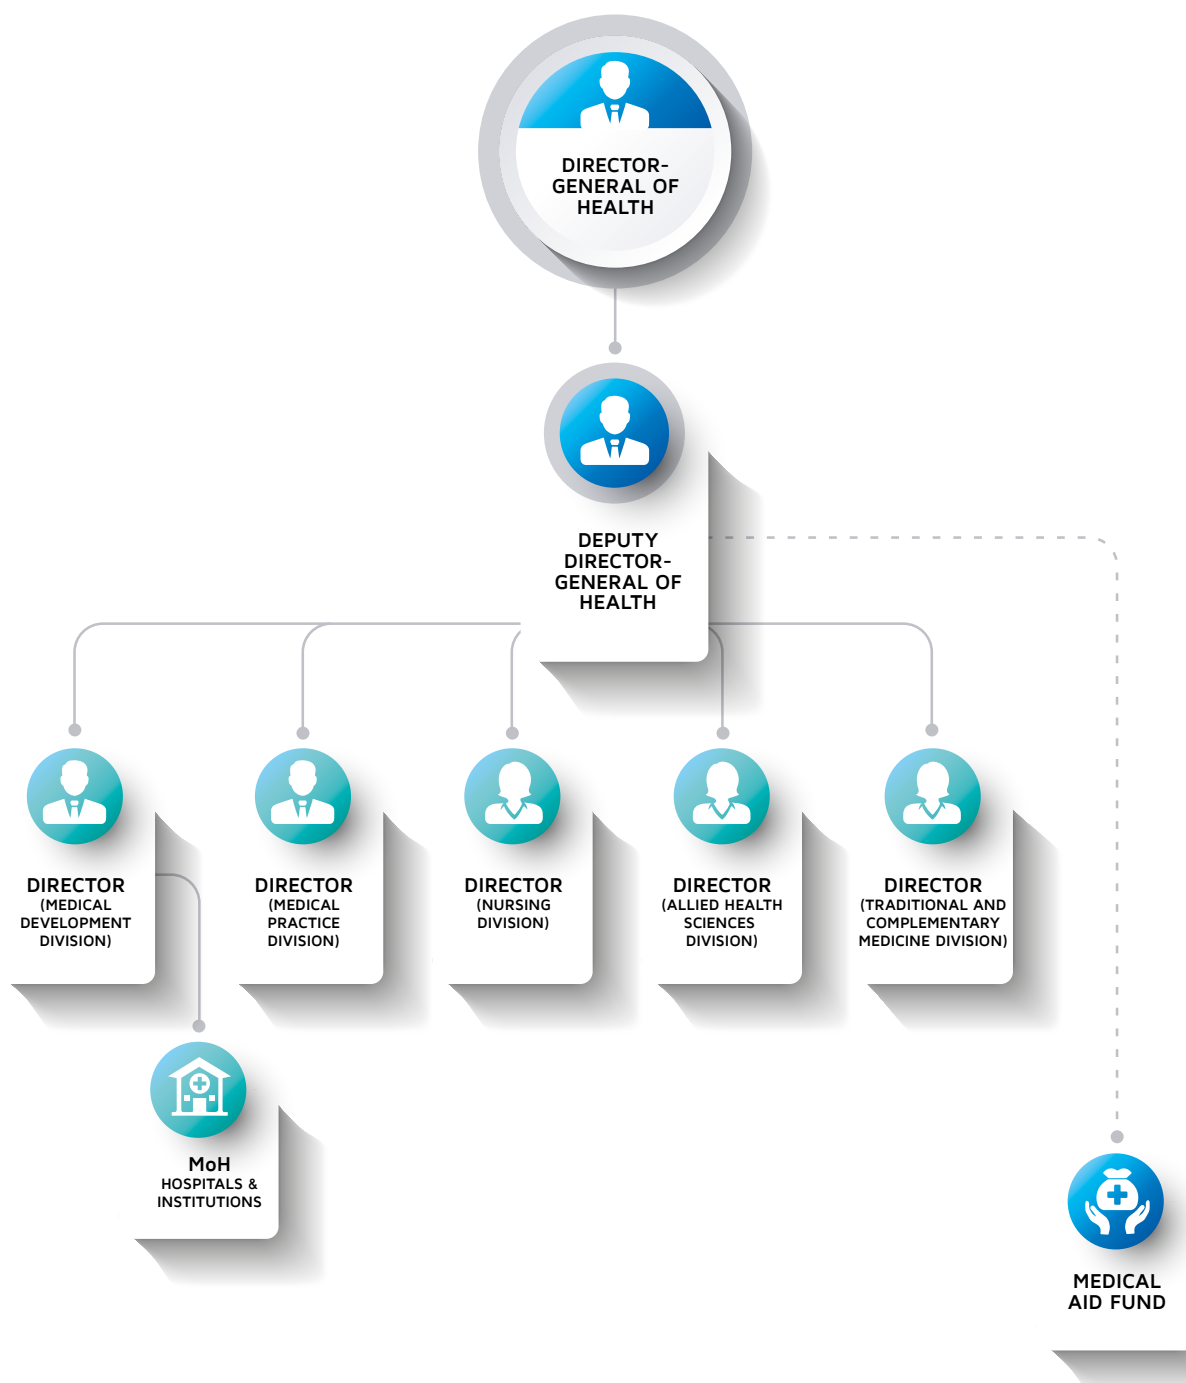 DIRECTOR-
GENERAL OF
HEALTH
DEPUTY
DIRECTOR-
GENERAL OF
HEALTH
DIRECTOR
(MEDICAL
DEVELOPMENT
DIVISION)
DIRECTOR
(MEDICAL
PRACTICE
DIVISION)
DIRECTOR
(NURSING
DIVISION)
DIRECTOR
(ALLIED HEALTH
SCIENCES
DIVISION)
DIRECTOR
(TRADITIONAL AND
COMPLEMENTARY
MEDICINE DIVISION)
MoH
HOSPITALS &
INSTITUTIONS
MEDICAL
AID FUND